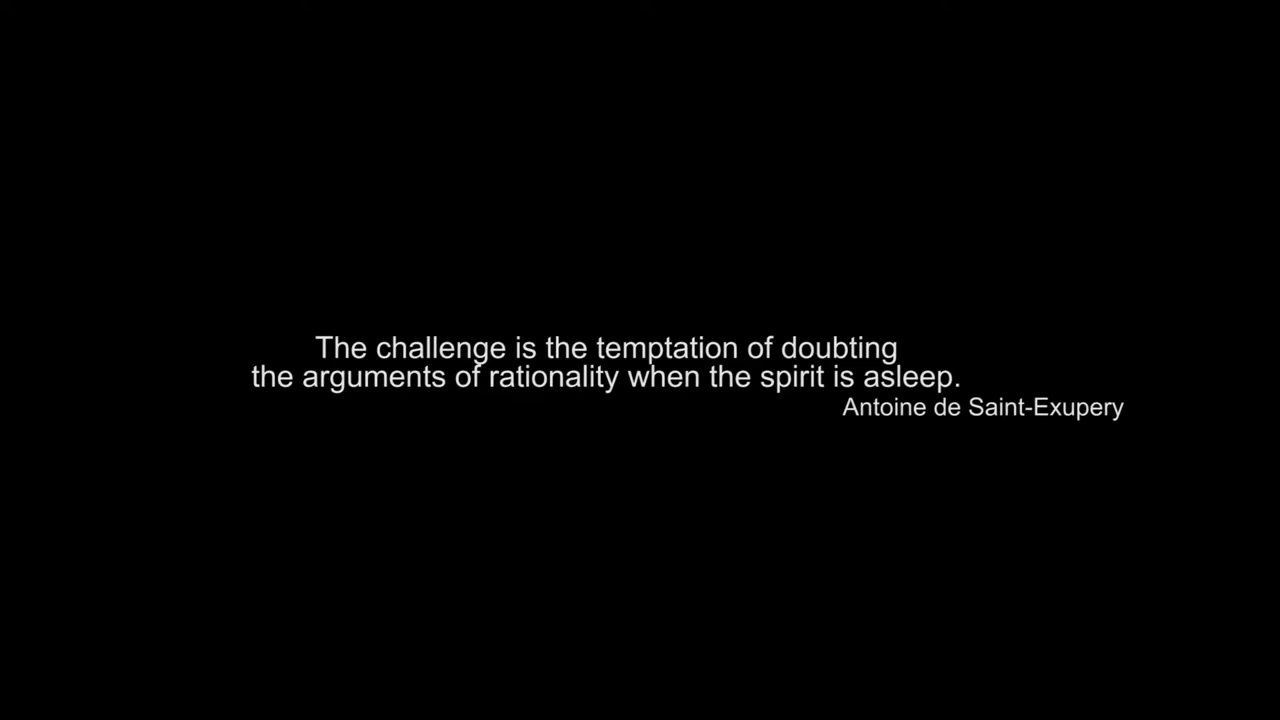 The challenge is the temptation of doubting
the arguments of rationality when the spirit is asleep.
Antoine de Saint-Exupery